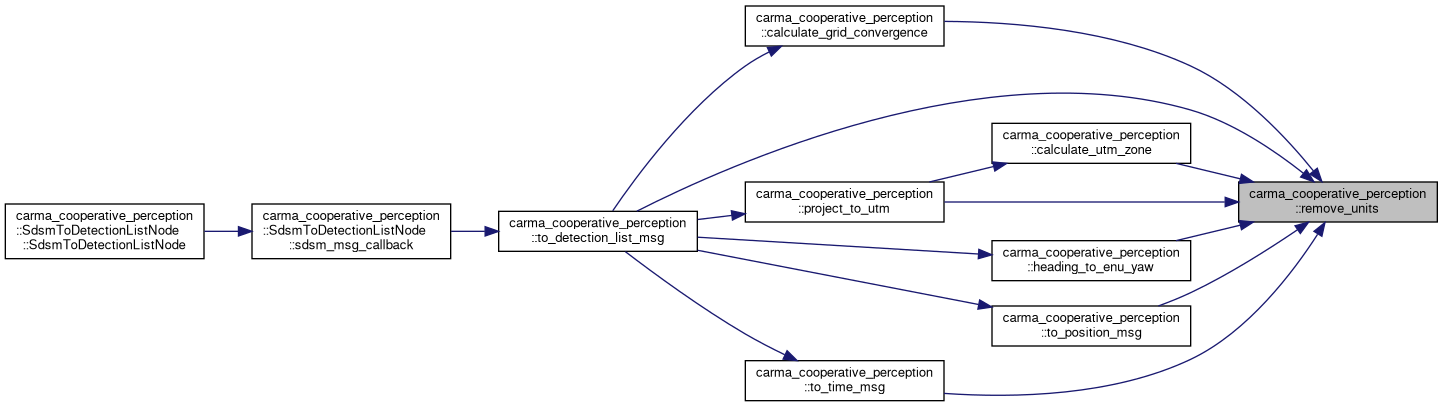 carma_cooperative_perception
::calculate_grid_convergence
carma_cooperative_perception
::calculate_utm_zone
carma_cooperative_perception
::remove_units
carma_cooperative_perception
::project_to_utm
carma_cooperative_perception
::SdsmToDetectionListNode
::SdsmToDetectionListNode
carma_cooperative_perception
::SdsmToDetectionListNode
::sdsm_msg_callback
carma_cooperative_perception
::to_detection_list_msg
carma_cooperative_perception
::heading_to_enu_yaw
carma_cooperative_perception
::to_position_msg
carma_cooperative_perception
::to_time_msg